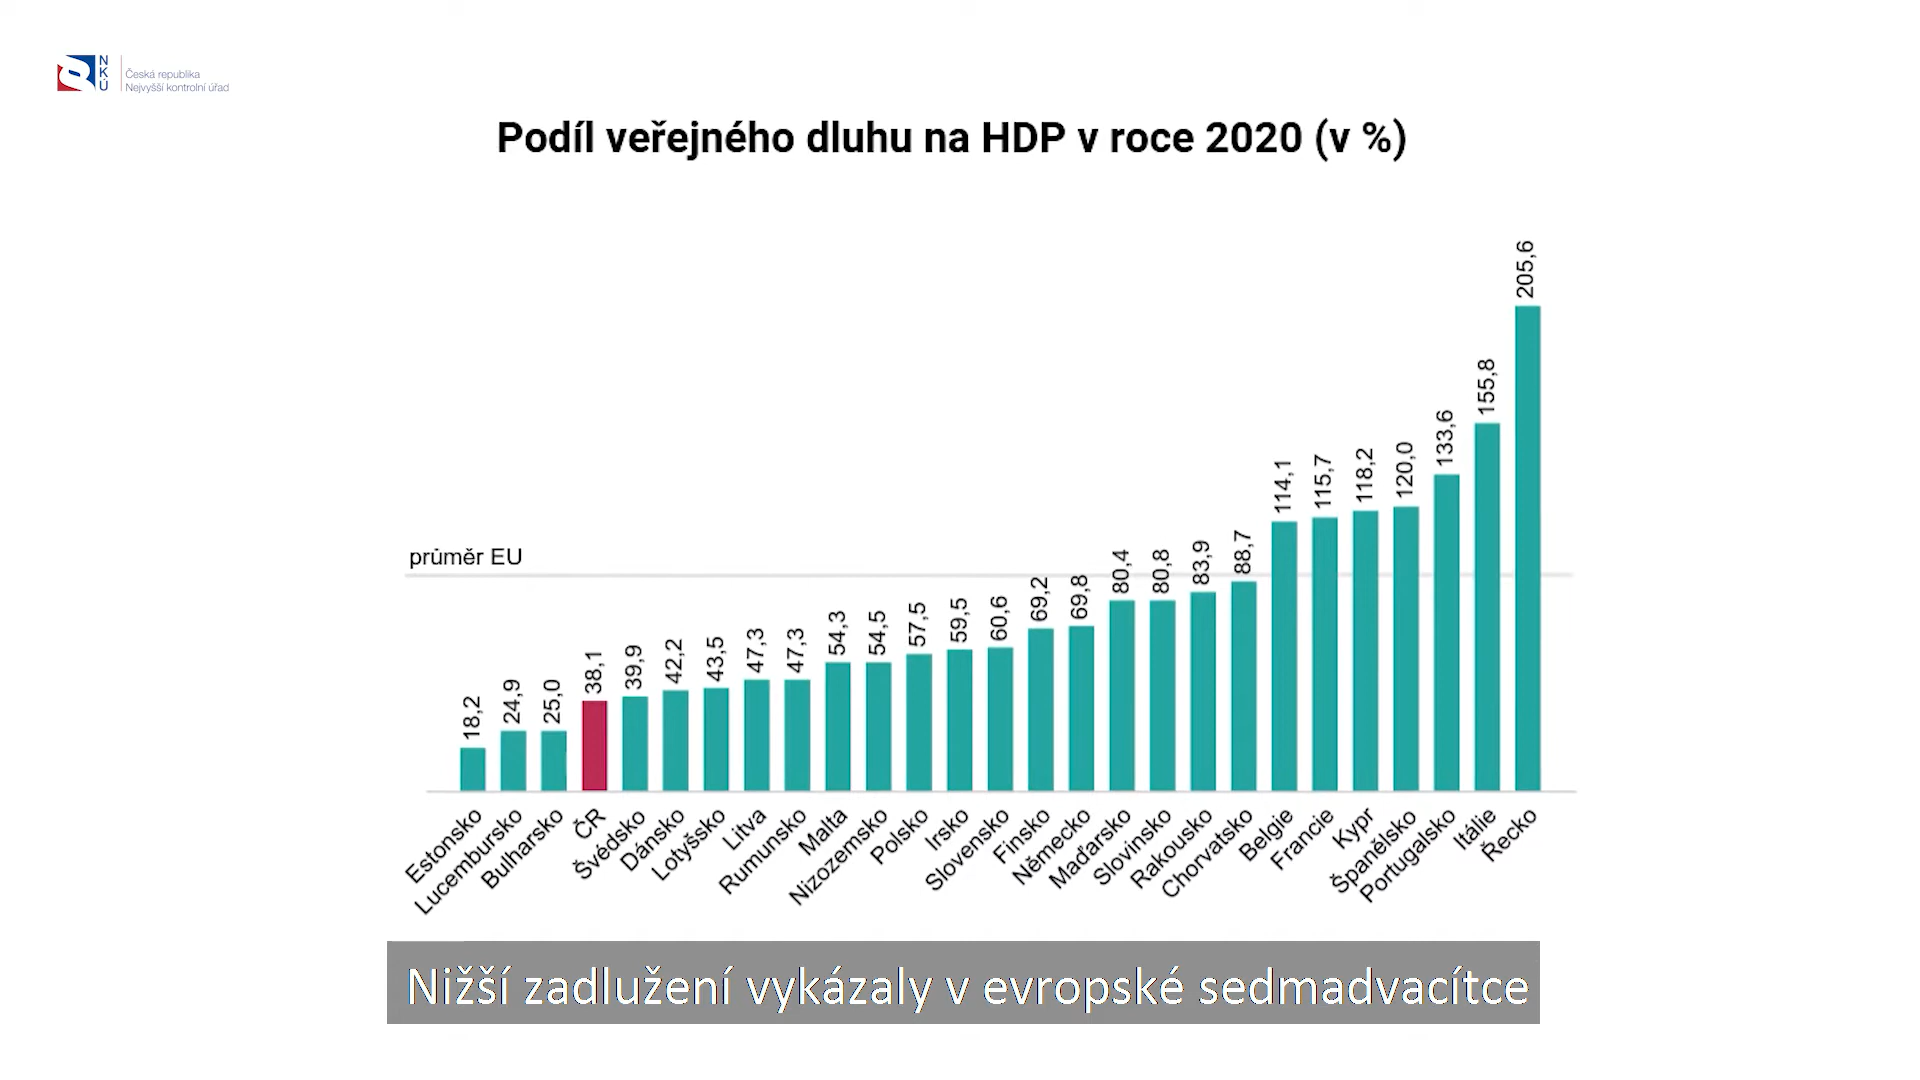 NKÚ
Česká republika
Nejvyšší kontrolní úřad
Podíl veřejného dluhu na HDP v roce 2020 (v %)
průměr EU
18,2
24,9
25,0
38,1
39,9
42,2
43,5
47,3
47,3
54,3
54,5
57,5
59,5
60,6
69,2
69,8
80,4
80,8
83,9
88,7
114,1
115,7
118,2
120,0
133,6
155,8
205,6
Estonsko
Lucembursko
Bulharsko
ČR
Švédsko
Dánsko
Lotyšsko
Litva
Rumunsko
Malta
Nizozemsko
Polsko
Irsko
Slovensko
Finsko
Německo
Maďarsko
Slovinsko
Rakousko
Chorvatsko
Belgie
Francie
Kypr
Španělsko
Portugalsko
Itálie
Řecko
Nižší zadlužení vykázaly v evropské sedmadvacítce